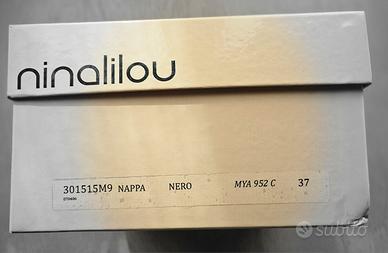 ninalilou
301515M9 NAPPA NERO MYA 952 C 37
subito